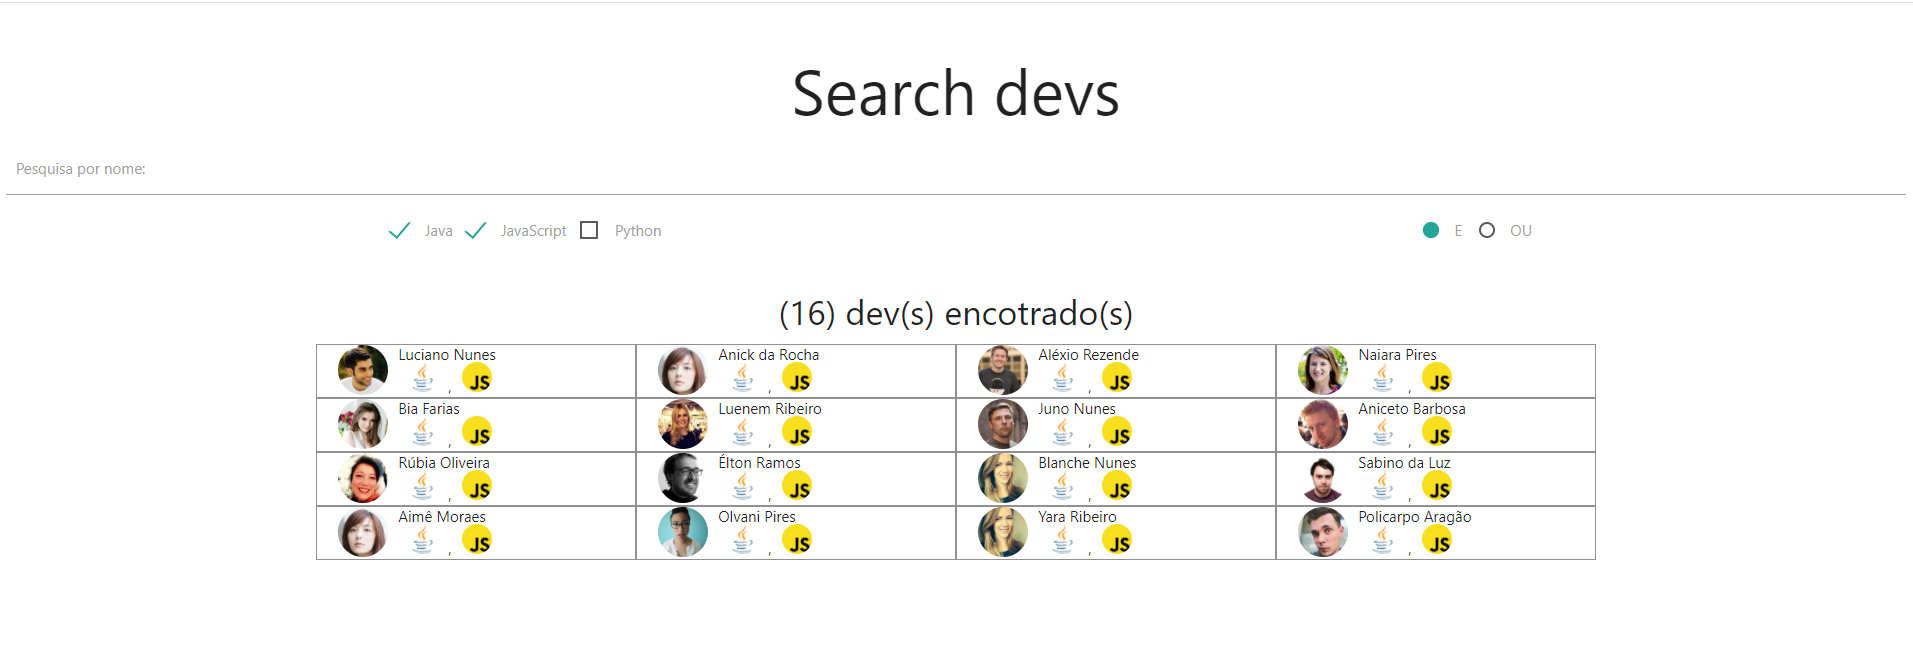 Search devs
Pesquisa por nome:
Java JavaScript Python E OU
(16) dev(s) encotrado(s)
Luciano Nunes Anick da Rocha Aléxio Rezende Naiara Pires
, JS , JS , JS , JS
Bia Farias Luenem Ribeiro Juno Nunes Aniceto Barbosa
, JS , JS , JS , JS
Rúbia Oliveira Élton Ramos Blanche Nunes Sabino da Luz
, JS , JS , JS , JS
Aimê Moraes Olvani Pires Yara Ribeiro Policarpo Aragão
, JS , JS , JS , JS